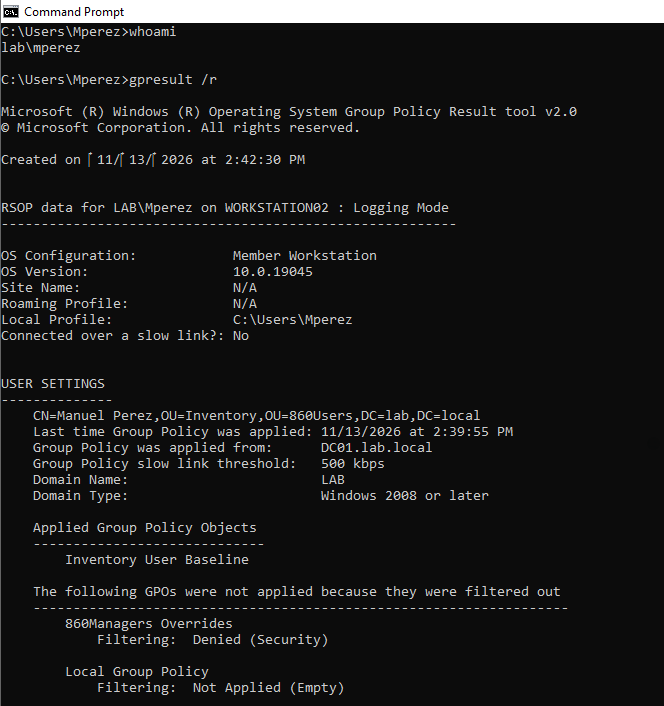 Command Prompt
C:\Users\Mperez>whoami
lab\mperez
C:\Users\Mperez>gpresult /r
Microsoft (R) Windows (R) Operating System Group Policy Result tool v2.0
© Microsoft Corporation. All rights reserved.
Created on 11/ 13/ 2026 at 2:42:30 PM
RSOP data for LAB\Mperez on WORKSTATION02 : Logging Mode
---------------------------------------------------------
OS Configuration: Member Workstation
OS Version: 10.0.19045
Site Name: N/A
Roaming Profile: N/A
Local Profile: C:\Users\Mperez
Connected over a slow link?: No
USER SETTINGS
--------------
CN=Manuel Perez,OU=Inventory,OU=860Users,DC=lab,DC=local
Last time Group Policy was applied: 11/13/2026 at 2:39:55 PM
Group Policy was applied from: DC01.lab.local
Group Policy slow link threshold: 500 kbps
Domain Name: LAB
Domain Type: Windows 2008 or later
Applied Group Policy Objects
-----------------------------
Inventory User Baseline
The following GPOs were not applied because they were filtered out
-------------------------------------------------------------------
860Managers Overrides
Filtering: Denied (Security)
Local Group Policy
Filtering: Not Applied (Empty)